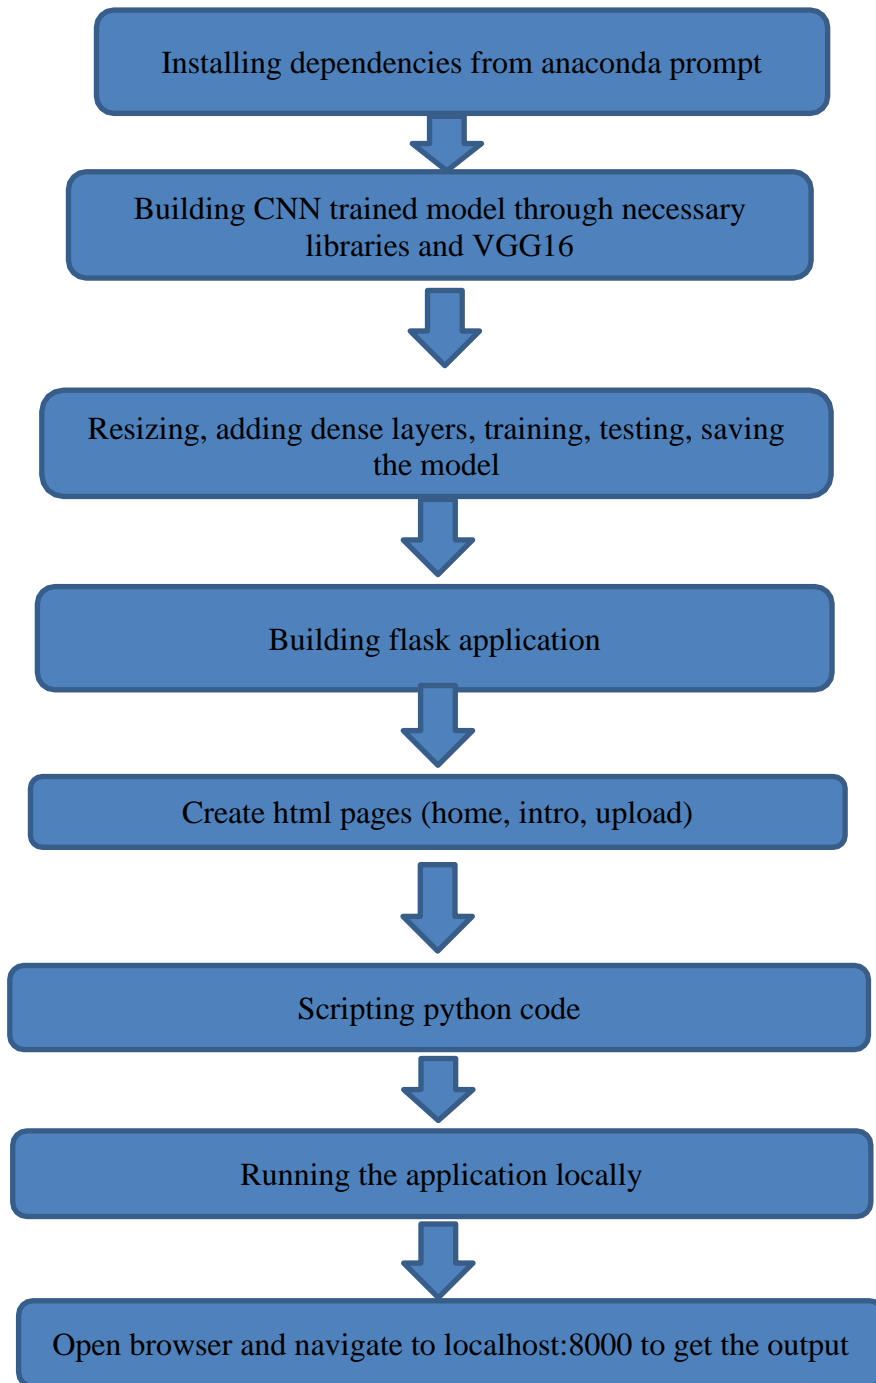 Installing dependencies from anaconda prompt
Building CNN trained model through necessary
libraries and VGG16
Resizing, adding dense layers, training, testing, saving
the model
Building flask application
Create html pages (home, intro, upload)
Scripting python code
Running the application locally
Open browser and navigate to localhost:8000 to get the output